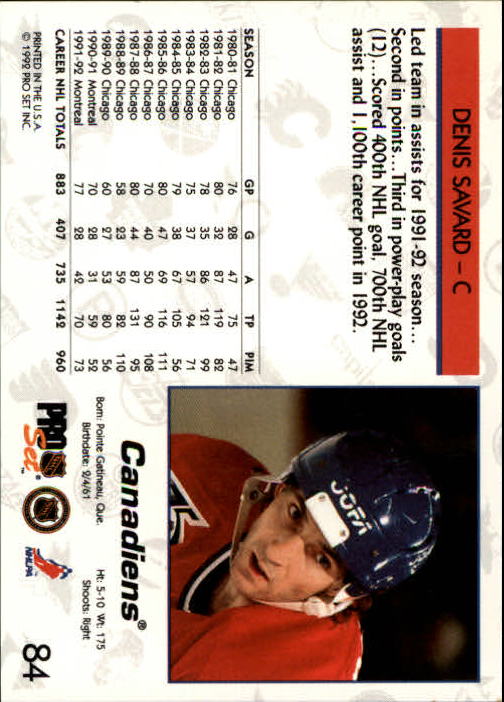 DENIS SAVARD – C
Led team in assists for 1991-92 season...
Second in points...Third in power-play goals
(12)...Scored 400th NHL goal, 700th NHL
assist and 1,100th career point in 1992.
SEASON GP G A TP PIM
1980-81 Chicago 76 28 47 75 47
1981-82 Chicago 80 32 87 119 82
1982-83 Chicago 78 35 86 121 99
1983-84 Chicago 75 37 57 94 71
1984-85 Chicago 79 38 67 105 56
1985-86 Chicago 80 47 69 116 111
1986-87 Chicago 70 40 50 90 108
1987-88 Chicago 80 44 87 131 95
1988-89 Chicago 58 23 59 82 110
1989-90 Chicago 60 27 53 80 56
1990-91 Montreal 70 28 31 59 52
1991-92 Montreal 77 28 42 70 73
CAREER NHL TOTALS 883 407 735 1142 960
PRINTED IN THE U.S.A.
© 1992 PRO SET INC.
JOFA
Canadiens®
Born: Pointe Gatineau, Que. Ht: 5-10 Wt: 175
Birthdate: 2/4/61 Shoots: Right
PRO Set™
NHLPA
84